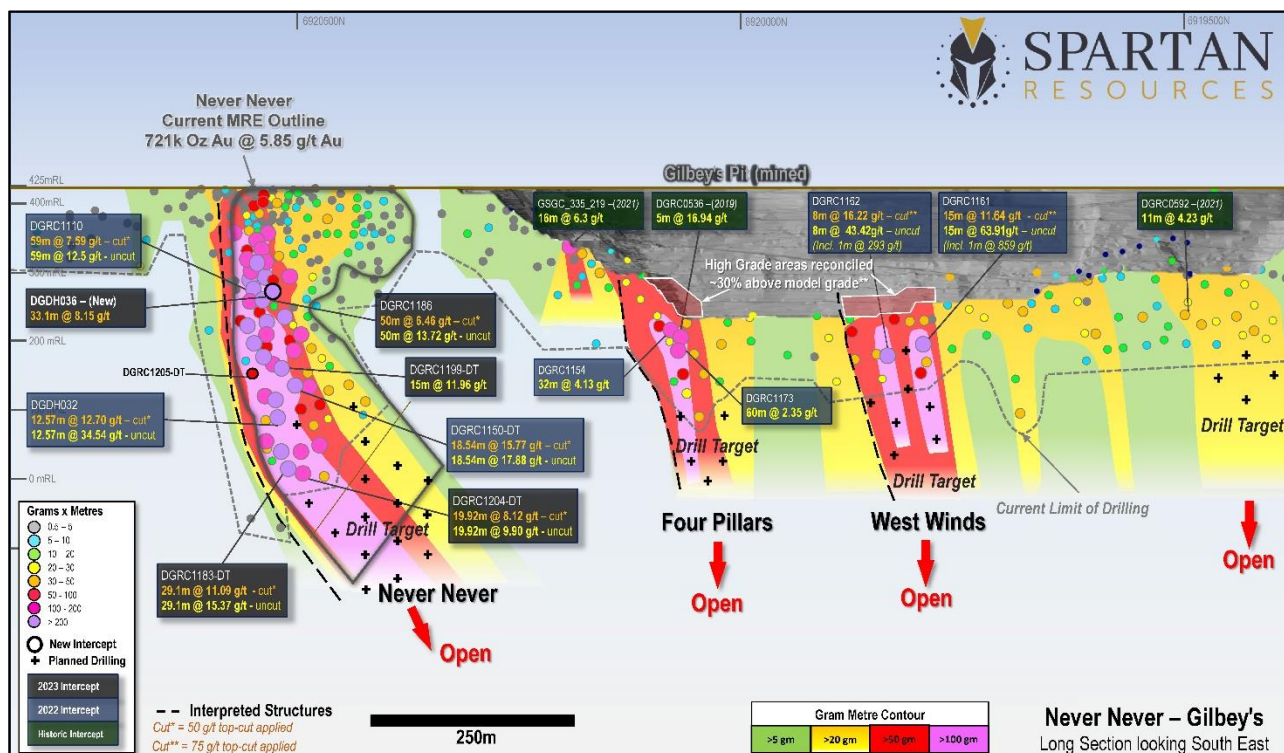 6920500N
8920000N
6919500N
SPARTAN
RESOURCES
Never Never
Current MRE Outline
721k Oz Au @ 5.85 g/t Au
Gilbey's Pit (mined)
425mRL
400mRL
200 mRL
0 mRL
DGRC1110
59m @ 7.59 g/t – cut*
59m @ 12.5 g/t - uncut
DGDH036 – (New)
33.1m @ 8.15 g/t
DGRC1205-DT
DGDH032
12.57m @ 12.70 g/t – cut*
12.57m @ 34.54 g/t - uncut
DGRC1186
50m @ 6.46 g/t – cut*
50m @ 13.72 g/t - uncut
DGRC1199-DT
15m @ 11.96 g/t
DGRC1150-DT
18.54m @ 15.77 g/t – cut*
18.54m @ 17.88 g/t - uncut
DGRC1204-DT
19.92m @ 8.12 g/t – cut*
19.92m @ 9.90 g/t - uncut
DGRC1183-DT
29.1m @ 11.09 g/t - cut*
29.1m @ 15.37 g/t - uncut
GSGC_335_219 –(2021)
16m @ 6.3 g/t
DGRC0536 –(2019)
5m @ 16.94 g/t
DGRC1162
8m @ 16.22 g/t – cut**
8m @ 43.42g/t – uncut
(Incl. 1m @ 293 g/t)
DGRC1161
15m @ 11.64 g/t – cut**
15m @ 63.91g/t – uncut
(Incl. 1m @ 859 g/t)
DGRC0592 –(2021)
11m @ 4.23 g/t
High Grade areas reconciled
~30% above model grade**
DGRC1154
32m @ 4.13 g/t
DGRC1173
60m @ 2.35 g/t
Drill Target
Drill Target
Drill Target
Drill Target
Current Limit of Drilling
Never Never
Open
Four Pillars
Open
West Winds
Open
Open
Grams x Metres
5 – 10
10 – 20
20 – 30
30 – 50
50 - 100
100 - 200
> 200
New Intercept
Planned Drilling
2023 Intercept
2022 Intercept
Historic Intercept
Interpreted Structures
Cut* = 50 g/t top-cut applied
Cut** = 75 g/t top-cut applied
250m
Gram Metre Contour
>5 gm
>20 gm
>50 gm
>100 gm
Never Never – Gilbey's
Long Section looking South East